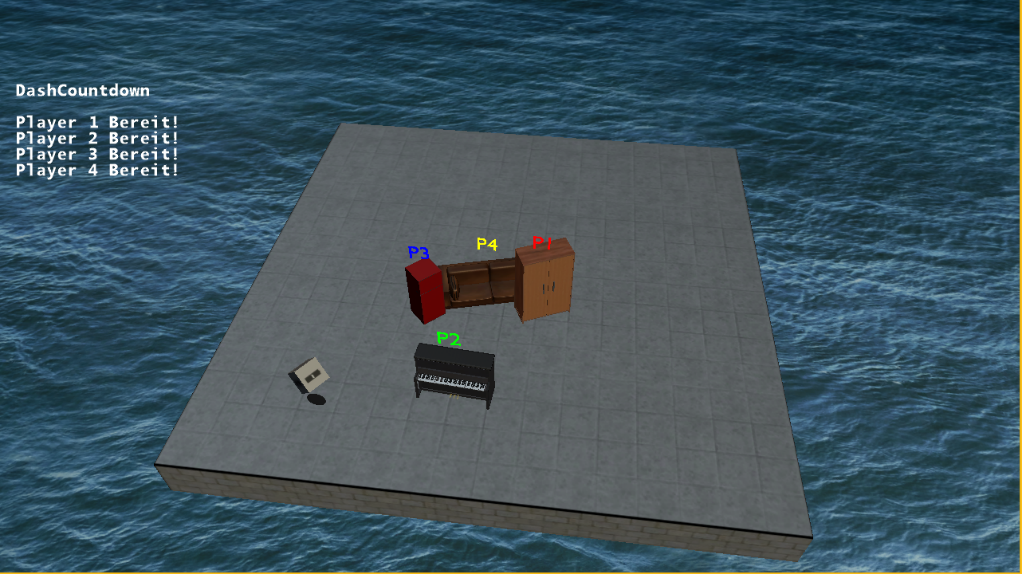 DashCountdown
Player 1 Bereit!
Player 2 Bereit!
Player 3 Bereit!
Player 4 Bereit!
P4
P1
P3
P2